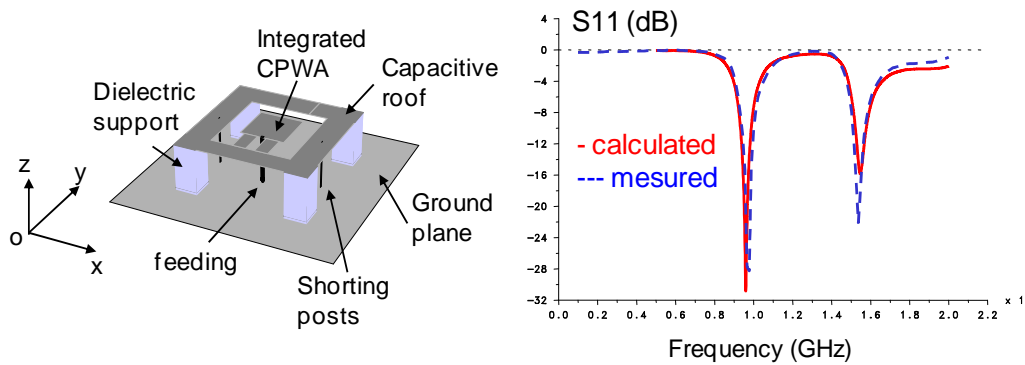 Integrated
CPWA
Capacitive
roof
Dielectric
support
z
y
o
x
feeding
Shorting
posts
Ground
plane
S11 (dB)
4
0
-4
-8
-12
-16
-20
-24
-28
-32
- calculated
--- mesured
0.0 0.2 0.4 0.6 0.8 1.0 1.2 1.4 1.6 1.8 2.0 2.2
x 1
Frequency (GHz)